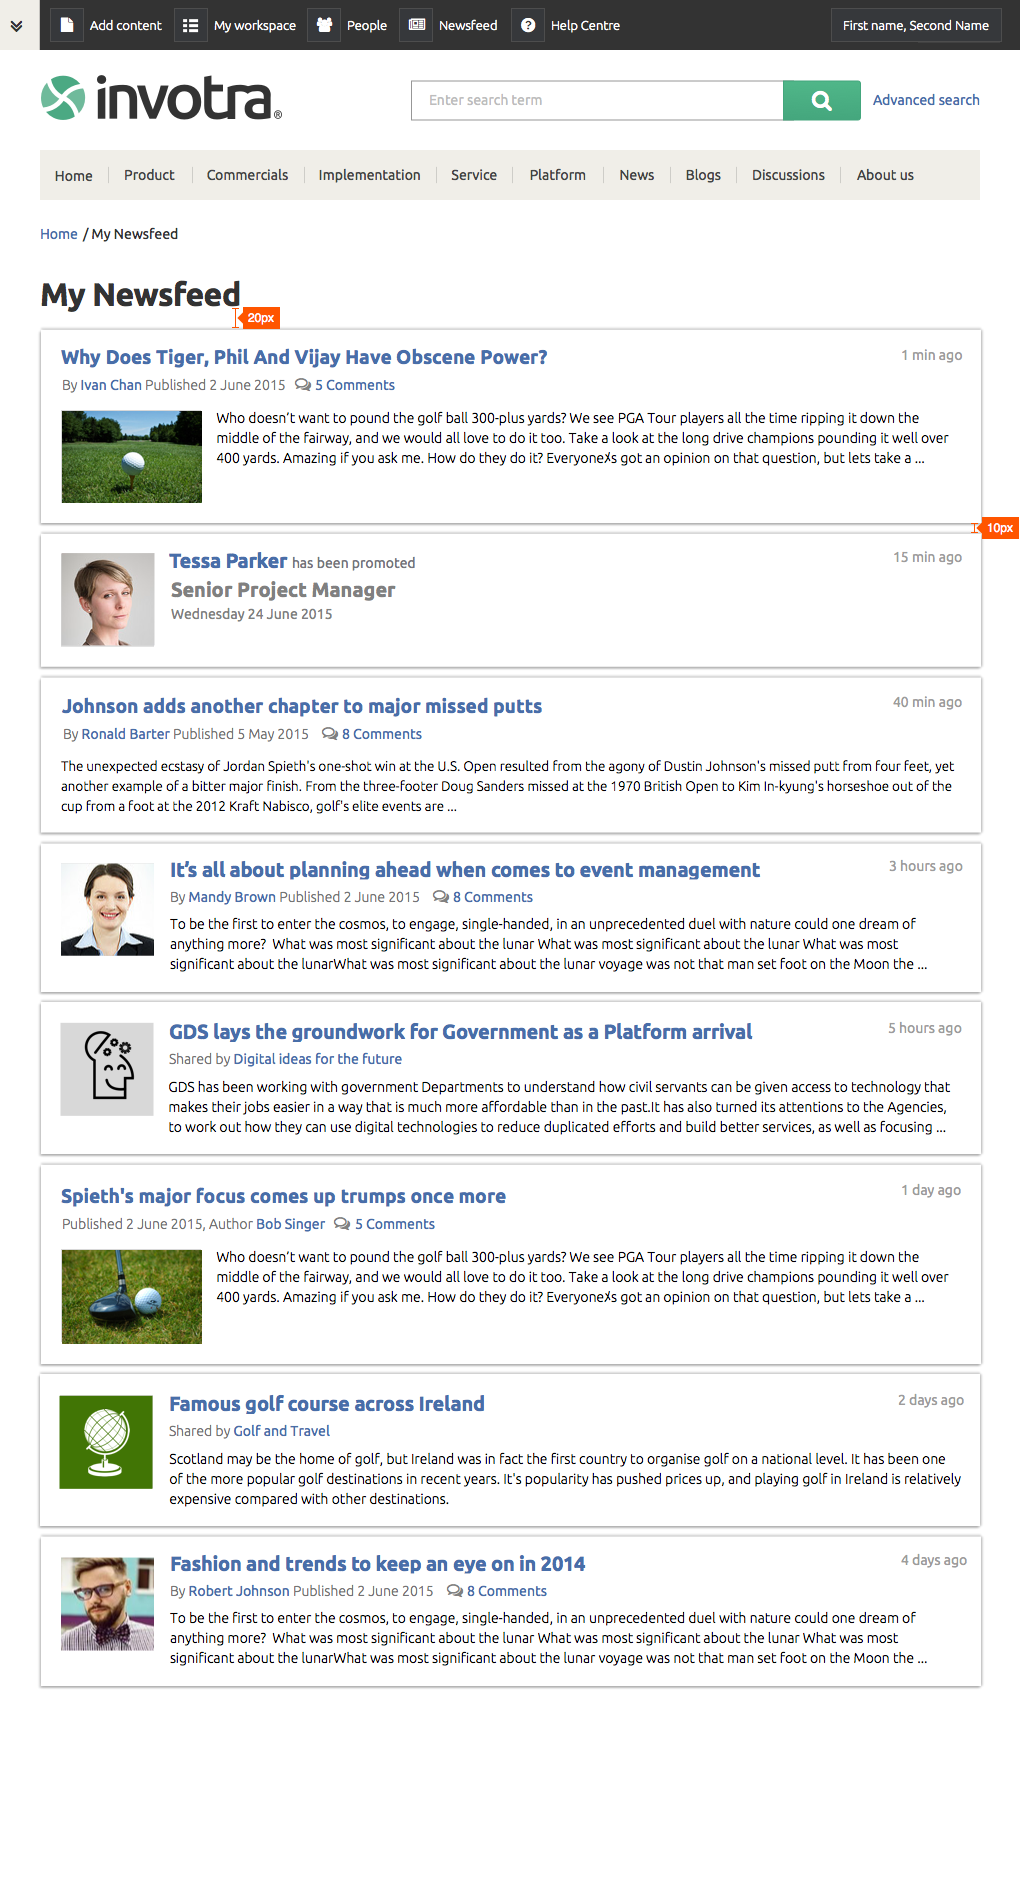 Add content My workspace People Newsfeed Help Centre First name, Second Name
invotra®
Enter search term
Advanced search
Home Product Commercials Implementation Service Platform News Blogs Discussions About us
Home / My Newsfeed
My Newsfeed
20px
Why Does Tiger, Phil And Vijay Have Obscene Power? 1 min ago
By Ivan Chan Published 2 June 2015 5 Comments
Who doesn't want to pound the golf ball 300-plus yards? We see PGA Tour players all the time ripping it down the
middle of the fairway, and we would all love to do it too. Take a look at the long drive champions pounding it well over
400 yards. Amazing if you ask me. How do they do it? Everyone✗s got an opinion on that question, but lets take a ...
10px
Tessa Parker has been promoted 15 min ago
Senior Project Manager
Wednesday 24 June 2015
Johnson adds another chapter to major missed putts 40 min ago
By Ronald Barter Published 5 May 2015 8 Comments
The unexpected ecstasy of Jordan Spieth's one-shot win at the U.S. Open resulted from the agony of Dustin Johnson's missed putt from four feet, yet
another example of a bitter major finish. From the three-footer Doug Sanders missed at the 1970 British Open to Kim In-kyung's horseshoe out of the
cup from a foot at the 2012 Kraft Nabisco, golf's elite events are ...
It's all about planning ahead when comes to event management 3 hours ago
By Mandy Brown Published 2 June 2015 8 Comments
To be the first to enter the cosmos, to engage, single-handed, in an unprecedented duel with nature could one dream of
anything more? What was most significant about the lunar What was most significant about the lunar What was most
significant about the lunarWhat was most significant about the lunar voyage was not that man set foot on the Moon the ...
GDS lays the groundwork for Government as a Platform arrival 5 hours ago
Shared by Digital ideas for the future
GDS has been working with government Departments to understand how civil servants can be given access to technology that
makes their jobs easier in a way that is much more affordable than in the past.It has also turned its attentions to the Agencies,
to work out how they can use digital technologies to reduce duplicated efforts and build better services, as well as focusing ...
Spieth's major focus comes up trumps once more 1 day ago
Published 2 June 2015, Author Bob Singer 5 Comments
Who doesn't want to pound the golf ball 300-plus yards? We see PGA Tour players all the time ripping it down the
middle of the fairway, and we would all love to do it too. Take a look at the long drive champions pounding it well over
400 yards. Amazing if you ask me. How do they do it? Everyone✗s got an opinion on that question, but lets take a ...
Famous golf course across Ireland 2 days ago
Shared by Golf and Travel
Scotland may be the home of golf, but Ireland was in fact the first country to organise golf on a national level. It has been one
of the more popular golf destinations in recent years. It's popularity has pushed prices up, and playing golf in Ireland is relatively
expensive compared with other destinations.
Fashion and trends to keep an eye on in 2014 4 days ago
By Robert Johnson Published 2 June 2015 8 Comments
To be the first to enter the cosmos, to engage, single-handed, in an unprecedented duel with nature could one dream of
anything more? What was most significant about the lunar What was most significant about the lunar What was most
significant about the lunarWhat was most significant about the lunar voyage was not that man set foot on the Moon the ...